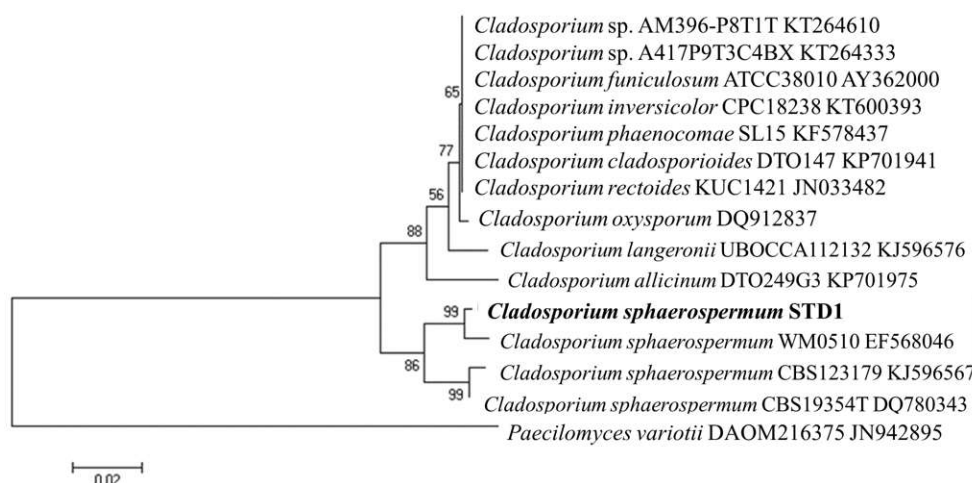 Cladosporium sp. AM396-P8T1T KT264610
Cladosporium sp. A417P9T3C4BX KT264333
Cladosporium funiculosum ATCC38010 AY362000
65
Cladosporium inversicolor CPC18238 KT600393
Cladosporium phaenocomae SL15 KF578437
77
Cladosporium cladosporioides DTO147 KP701941
Cladosporium rectoides KUC1421 JN033482
56
Cladosporium oxysporum DQ912837
88
Cladosporium langeronii UBOCCA112132 KJ596576
Cladosporium allicinum DTO249G3 KP701975
99
Cladosporium sphaerospermum STD1
Cladosporium sphaerospermum WM0510 EF568046
86
Cladosporium sphaerospermum CBS123179 KJ596567
99
Cladosporium sphaerospermum CBS19354T DQ780343
Paecilomyces variotii DAOM216375 JN942895
0.02